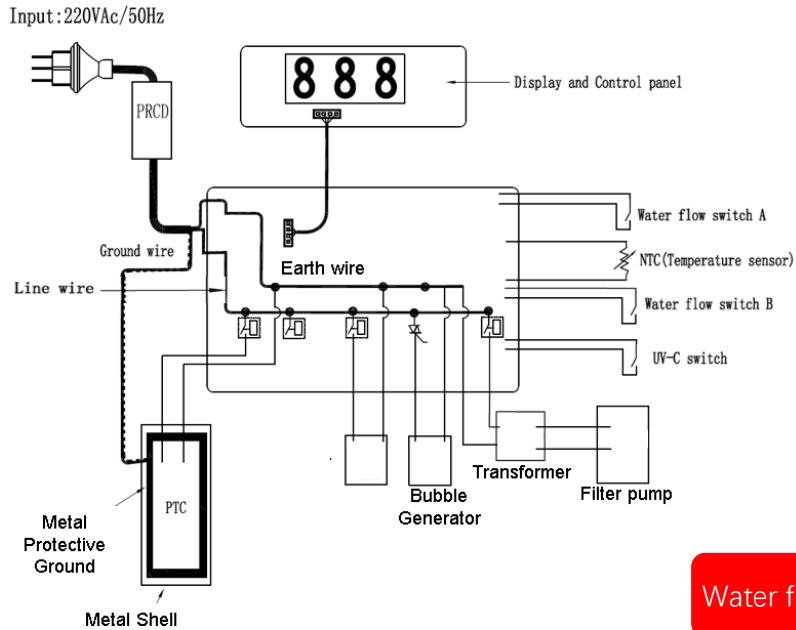 Input:220VAc/50Hz
888
PRCD
Display and Control panel
Water flow switch A
Ground wire
Earth wire
NTC(Temperature sensor)
Line wire
Water flow switch B
UV-C switch
Transformer
Filter pump
Bubble
Generator
PTC
Metal
Protective
Ground
Metal Shell
Water f